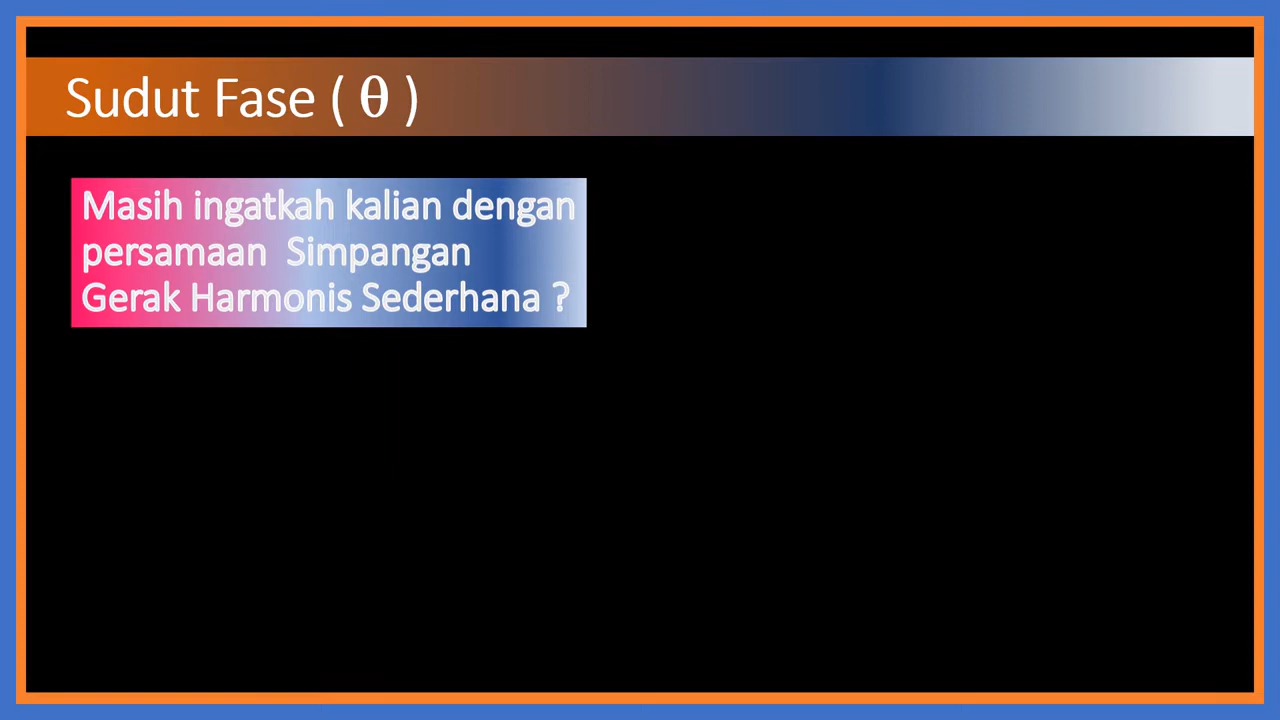 Sudut Fase ( θ )
Masih ingatkah kalian dengan
persamaan  Simpangan
Gerak Harmonis Sederhana ?